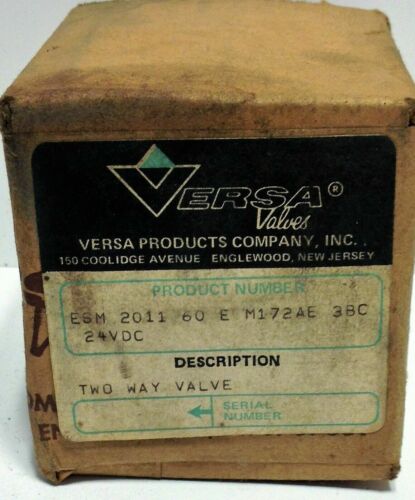 VERSA®
Valves
VERSA PRODUCTS COMPANY, INC.
150 COOLIDGE AVENUE ENGLEWOOD, NEW JERSEY
PRODUCT NUMBER
ESM 2011 60 E M172AE 3BC
24VDC
DESCRIPTION
TWO WAY VALVE
SERIAL
NUMBER